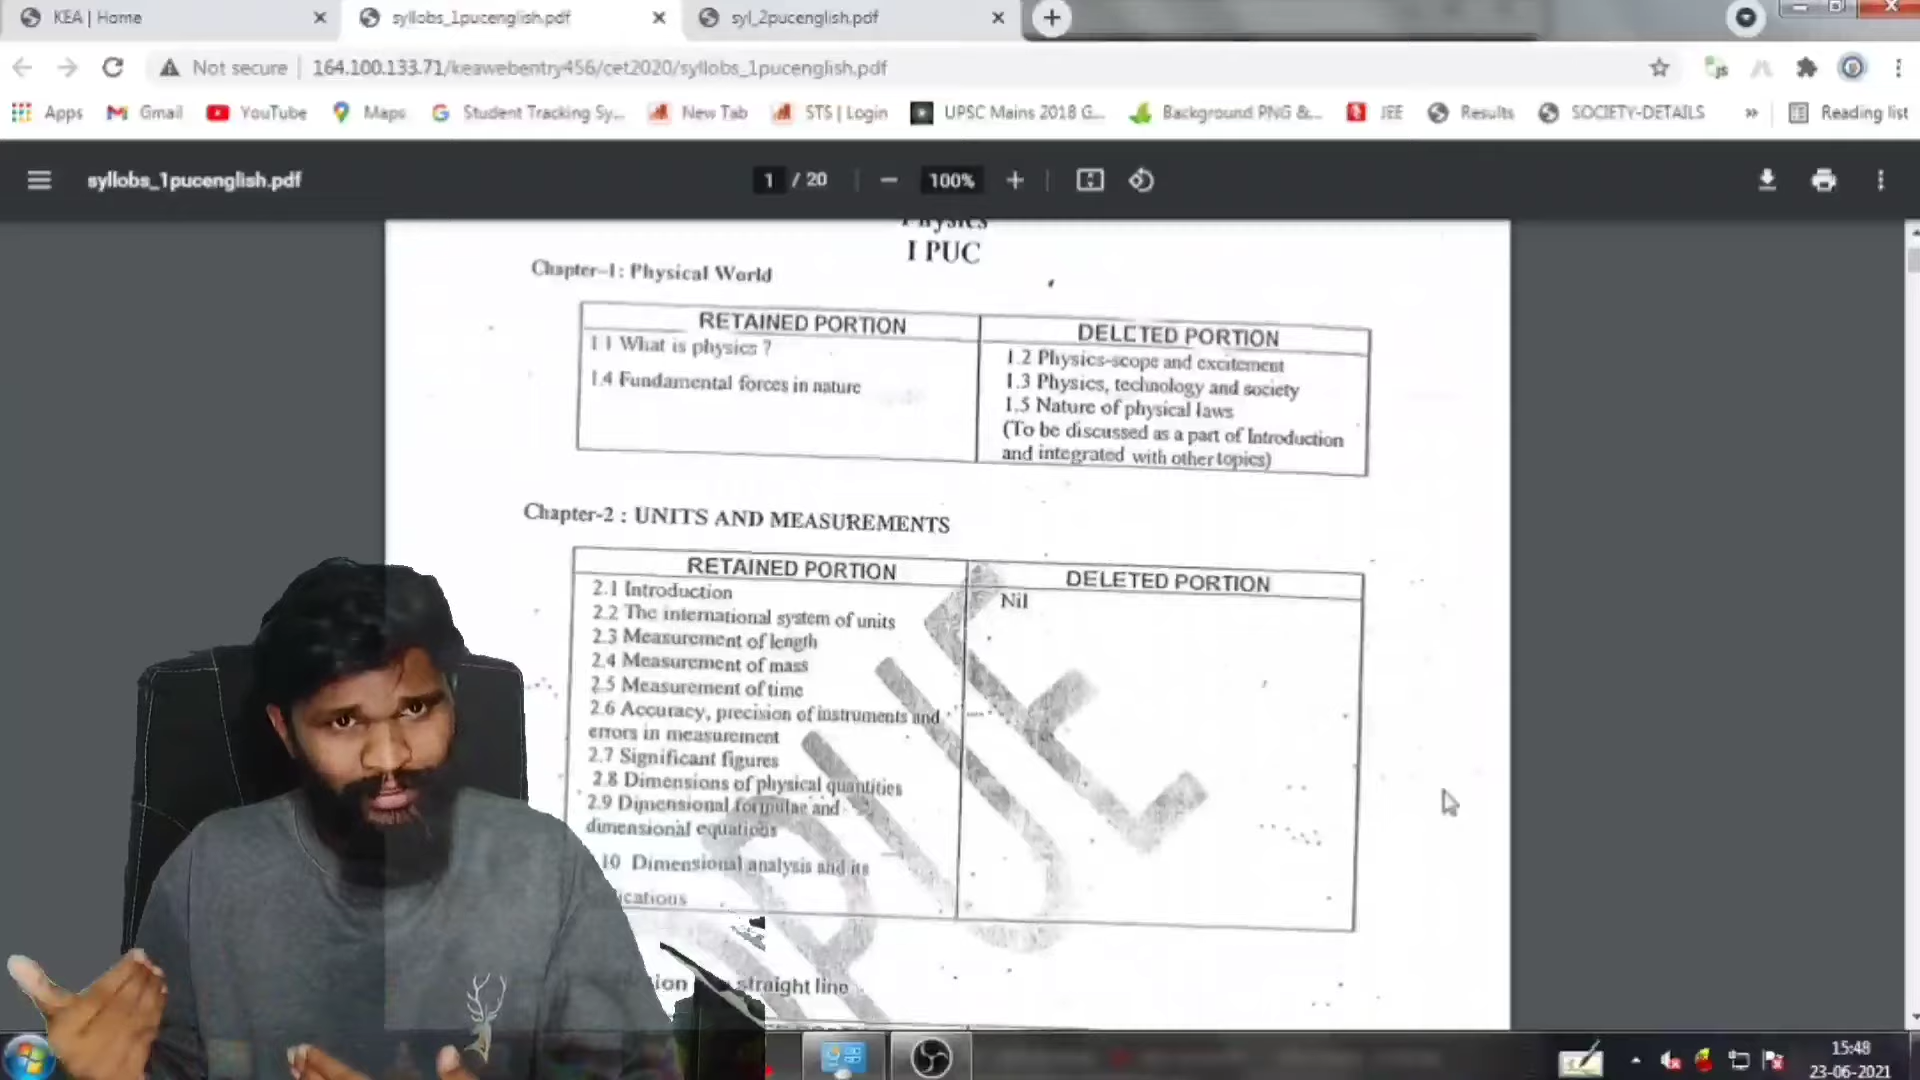 KEA | Home
syllobs_1pucenglish.pdf
syl_2pucenglish.pdf
Not secure
164.100.133.71/keawebentry456/cet2020/syllobs_1pucenglish.pdf
Apps
Gmail
YouTube
Maps
Student Tracking Sy...
New Tab
STS | Login
UPSC Mains 2018 G...
Background PNG &...
JEE
Results
SOCIETY-DETAILS
Reading list
syllobs_1pucenglish.pdf
1 / 20
100%
Physics
I PUC
Chapter-1: Physical World
RETAINED PORTION
DELETED PORTION
1.1 What is physics ?
1.4 Fundamental forces in nature
1.2 Physics-scope and excitement
1.3 Physics, technology and society
1.5 Nature of physical laws
(To be discussed as a part of Introduction
and integrated with other topics)
Chapter-2 : UNITS AND MEASUREMENTS
RETAINED PORTION
DELETED PORTION
2.1 Introduction
2.2 The international system of units
2.3 Measurement of length
2.4 Measurement of mass
2.5 Measurement of time
2.6 Accuracy, precision of instruments and
errors in measurement
2.7 Significant figures
2.8 Dimensions of physical quantities
2.9 Dimensional formulae and
dimensional equations
10 Dimensional analysis and its
ications
Nil
DPUE
ion
straight line
15:48
23-06-2021